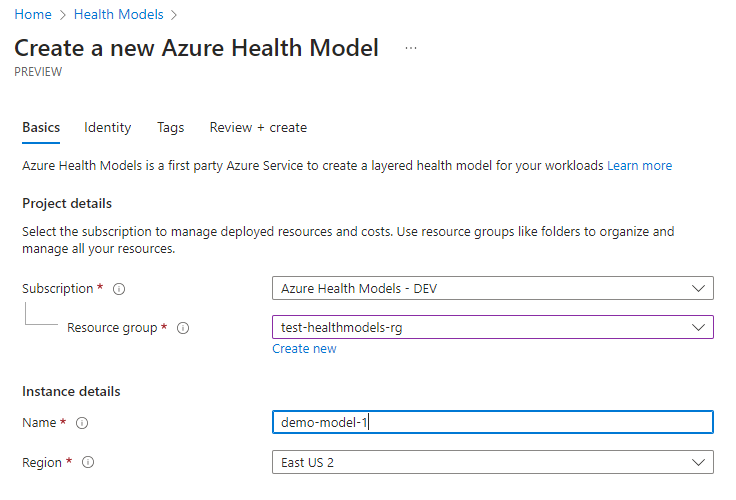 Home > Health Models >
Create a new Azure Health Model ...
PREVIEW
Basics Identity Tags Review + create
Azure Health Models is a first party Azure Service to create a layered health model for your workloads Learn more
Project details
Select the subscription to manage deployed resources and costs. Use resource groups like folders to organize and
manage all your resources.
Subscription * Azure Health Models - DEV
Resource group * test-healthmodels-rg
Create new
Instance details
Name * demo-model-1
Region * East US 2